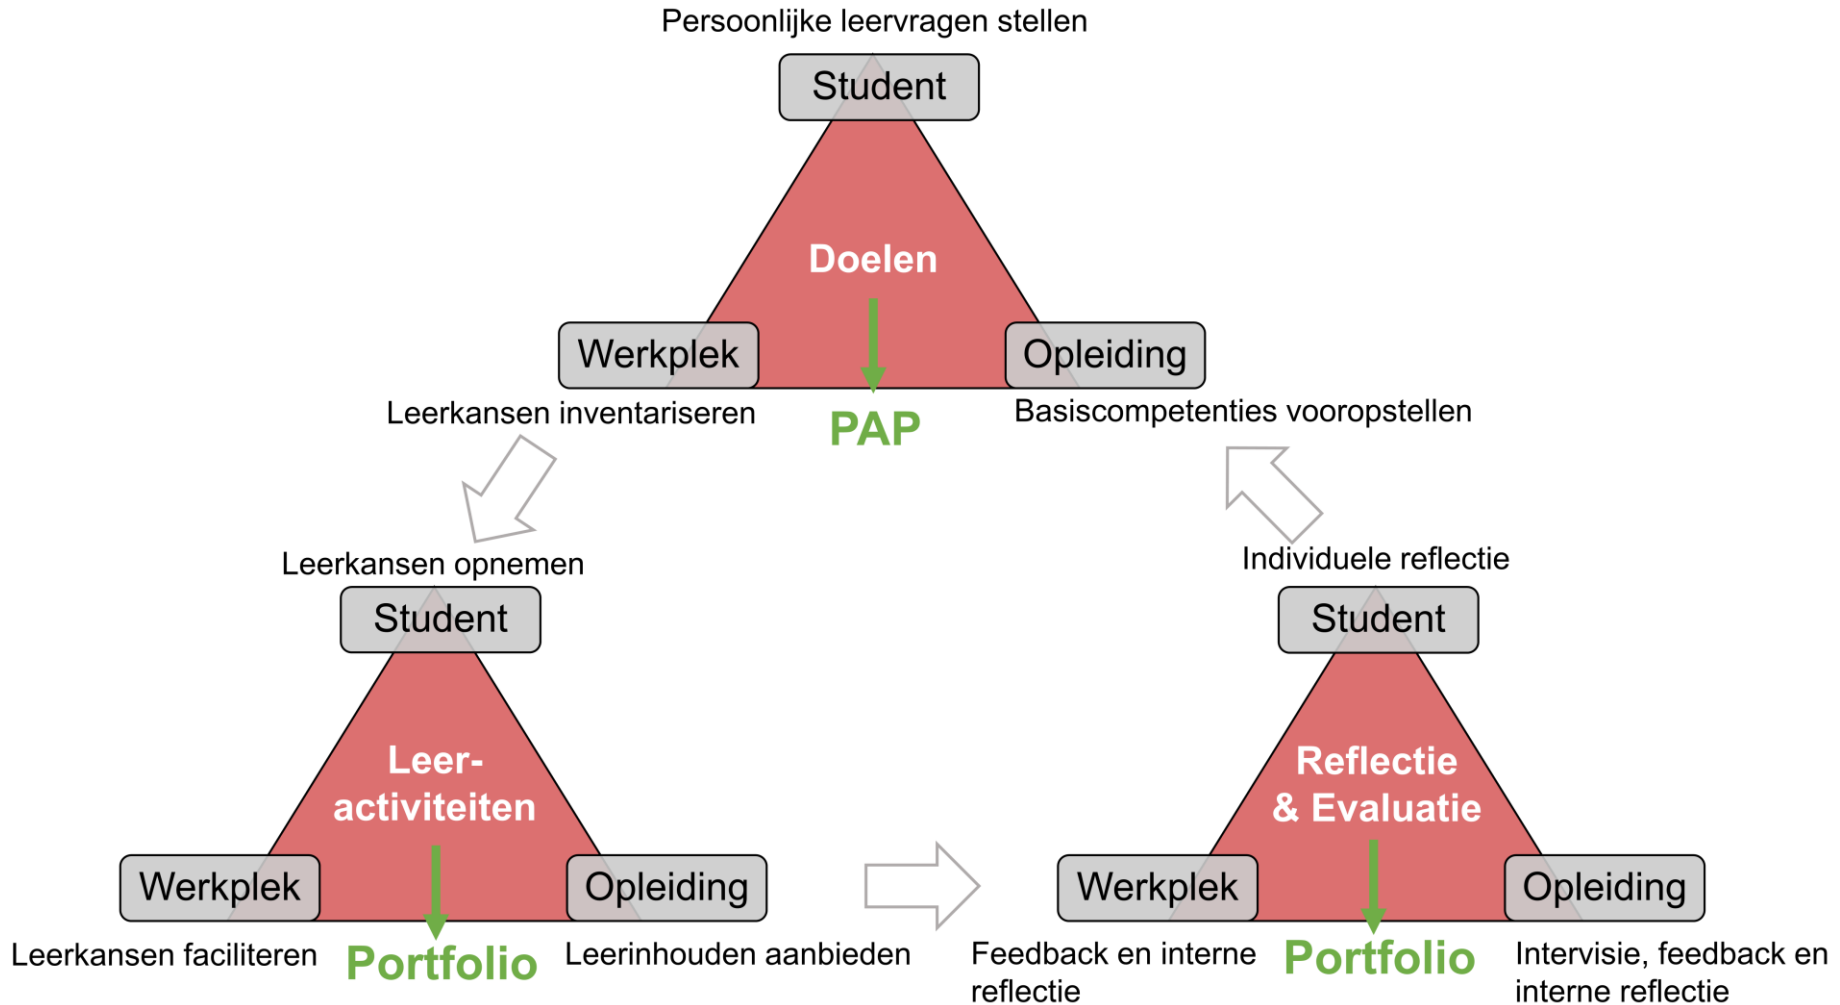 Persoonlijke leervragen stellen
Student
Doelen
Werkplek
Opleiding
Leerkansen inventariseren
PAP
Basiscompetenties vooropstellen
Leerkansen opnemen
Student
Leer-
activiteiten
Werkplek
Opleiding
Leerkansen faciliteren
Portfolio
Leerinhouden aanbieden
Individuele reflectie
Student
Reflectie
& Evaluatie
Werkplek
Opleiding
Feedback en interne
reflectie
Portfolio
Intervisie, feedback en
interne reflectie